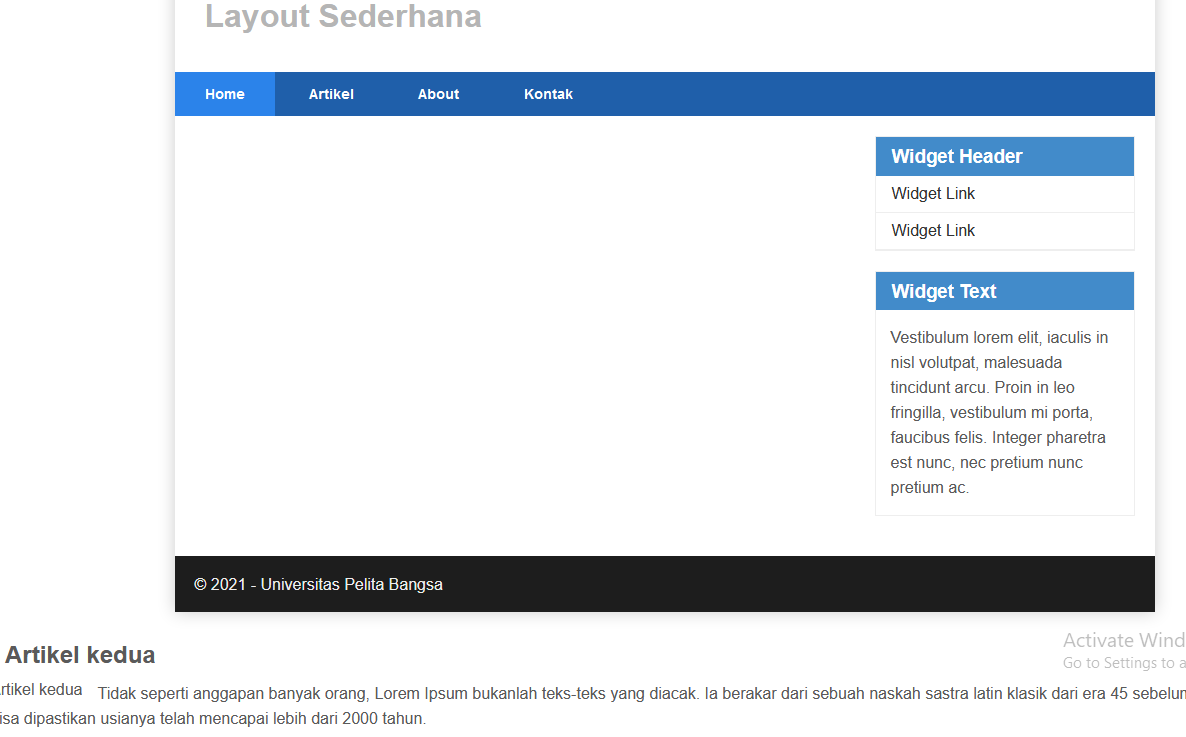 Layout Sederhana
Home Artikel About Kontak
Widget Header
Widget Link
Widget Link
Widget Text
Vestibulum lorem elit, iaculis in
nisl volutpat, malesuada
tincidunt arcu. Proin in leo
fringilla, vestibulum mi porta,
faucibus felis. Integer pharetra
est nunc, nec pretium nunc
pretium ac.
© 2021 - Universitas Pelita Bangsa
Artikel kedua
Activate Wind
Go to Settings to a
rtikel kedua Tidak seperti anggapan banyak orang, Lorem Ipsum bukanlah teks-teks yang diacak. Ia berakar dari sebuah naskah sastra latin klasik dari era 45 sebelum
isa dipastikan usianya telah mencapai lebih dari 2000 tahun.